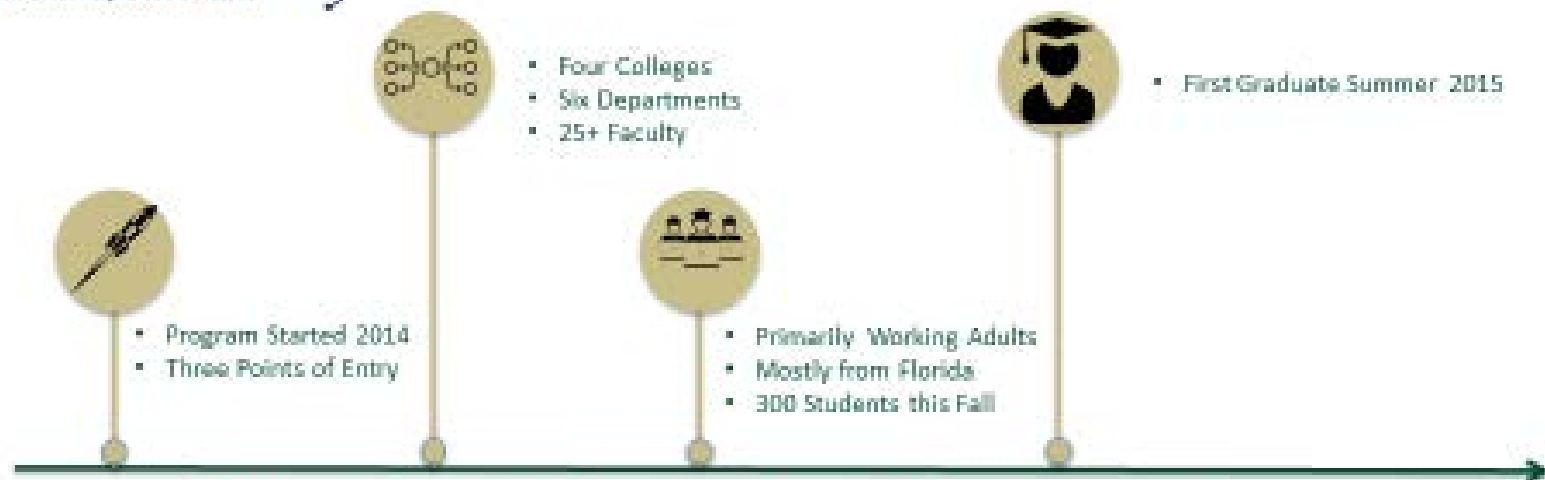 Four Colleges
Six Departments
25+ Faculty
First Graduate Summer 2015
Program Started 2014
Three Points of Entry
Primarily Working Adults
Mostly from Florida
300 Students this Fall